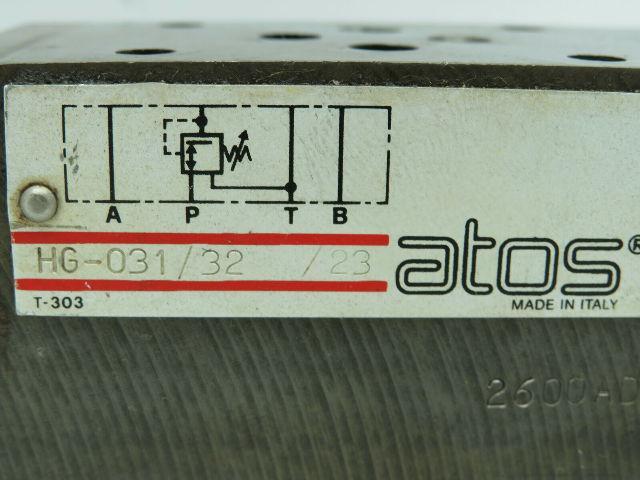 A P T B
HG-031/32 /23
atos®
T-303
MADE IN ITALY
2600AD